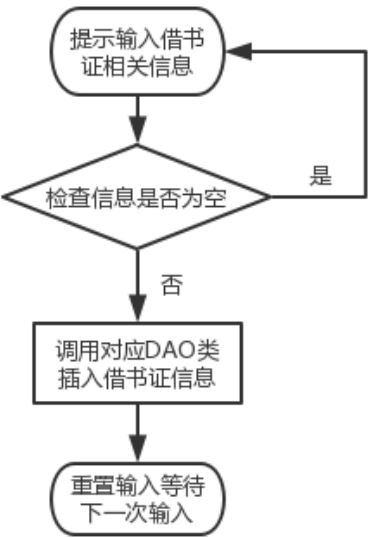 提示输入借书
证相关信息
检查信息是否为空
是
否
调用对应DAO类
插入借书证信息
重置输入等待
下一次输入